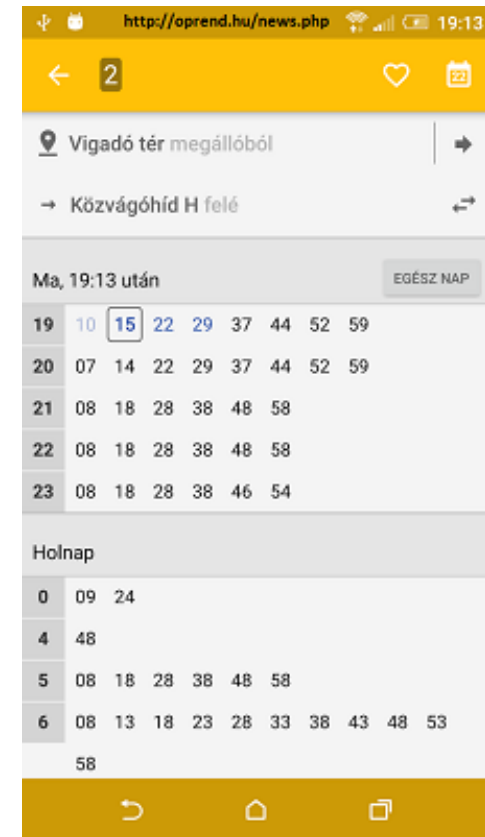 http://oprend.hu/news.php 19:13
2 22
Vigadó tér megállóból
→ Közvágóhíd H felé
Ma, 19:13 után EGÉSZ NAP
19 10 15 22 29 37 44 52 59
20 07 14 22 29 37 44 52 59
21 08 18 28 38 48 58
22 08 18 28 38 48 58
23 08 18 28 38 46 54
Holnap
0 09 24
4 48
5 08 18 28 38 48 58
6 08 13 18 23 28 33 38 43 48 53
58